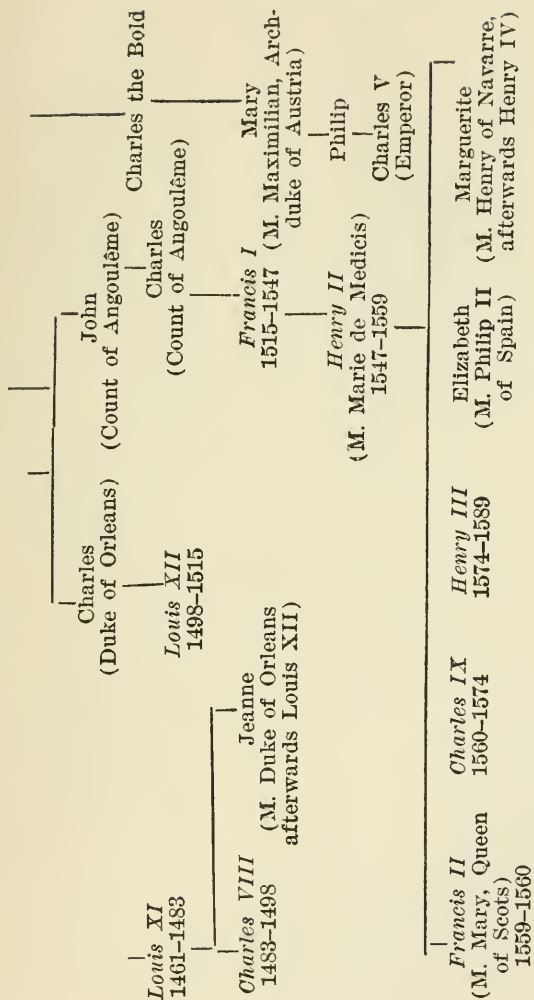 Charles the Bold
John
(Count of Angoulême)
Charles
(Duke of Orleans)
Mary
(M. Maximilian, Arch-
duke of Austria)
Charles
(Count of Angoulême)
Louis XII
1498–1515
Louis XI
1461–1483
Philip
Francis I
1515–1547
Jeanne
(M. Duke of Orleans
afterwards Louis XII)
Charles VIII
1483–1498
Charles V
(Emperor)
Henry II
(M. Marie de Medicis)
1547–1559
Francis II
(M. Mary, Queen
of Scots)
1559–1560
Charles IX
1560–1574
Henry III
1574–1589
Elizabeth
(M. Philip II
of Spain)
Marguerite
(M. Henry of Navarre,
afterwards Henry IV)